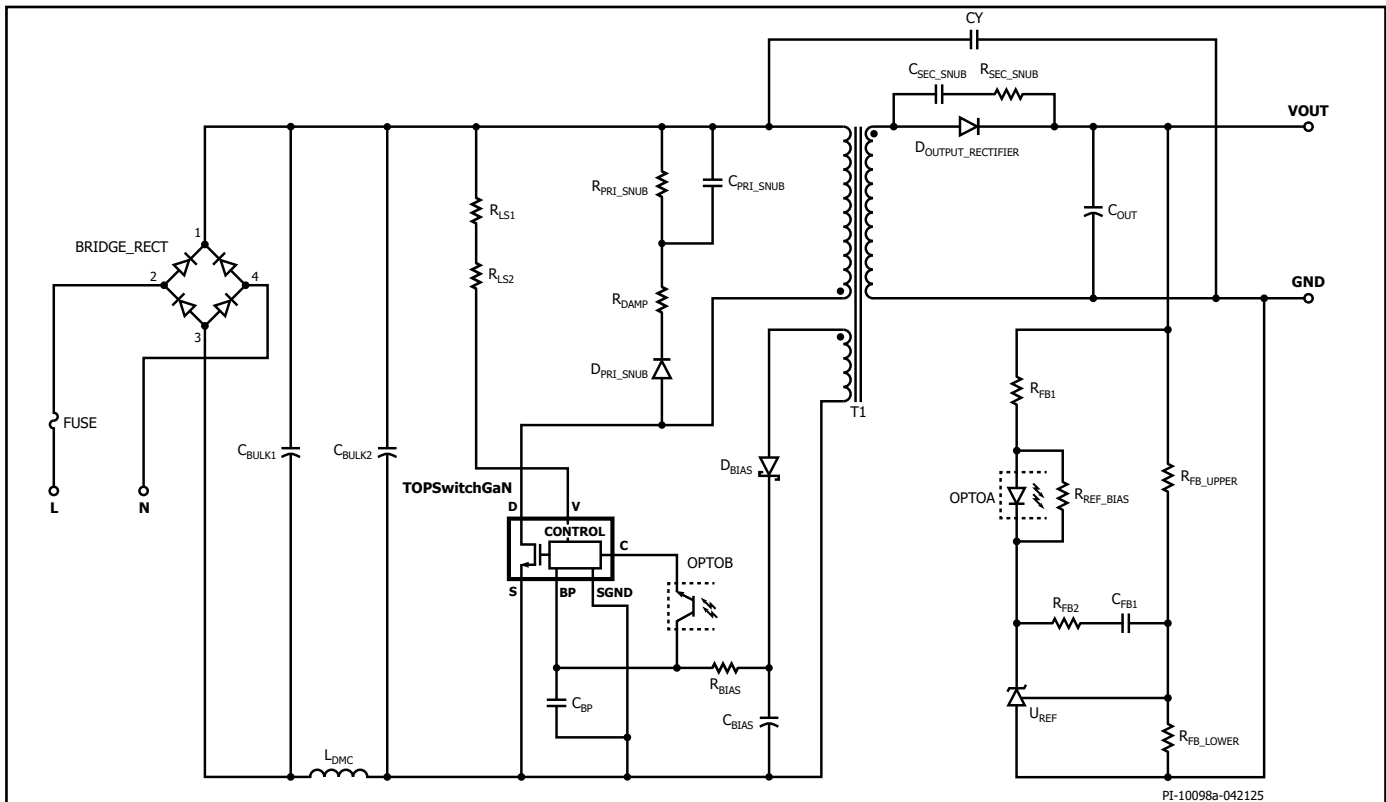 CY
C_SEC_SNUB R_SEC_SNUB
VOUT
D_OUTPUT_RECTIFIER
R_PRI_SNUB
C_PRI_SNUB
R_LS1
C_OUT
BRIDGE_RECT
1
2
4
3
R_LS2
R_DAMP
GND
D_PRI_SNUB
T1
R_FB1
FUSE
C_BULK1
C_BULK2
D_BIAS
OPTOA
R_REF_BIAS
R_FB_UPPER
L
N
TOPSwitchGaN
D
V
CONTROL
C
OPTOB
S
BP
SGND
R_FB2
C_FB1
R_BIAS
C_BP
C_BIAS
U_REF
R_FB_LOWER
L_DMC
PI-10098a-042125